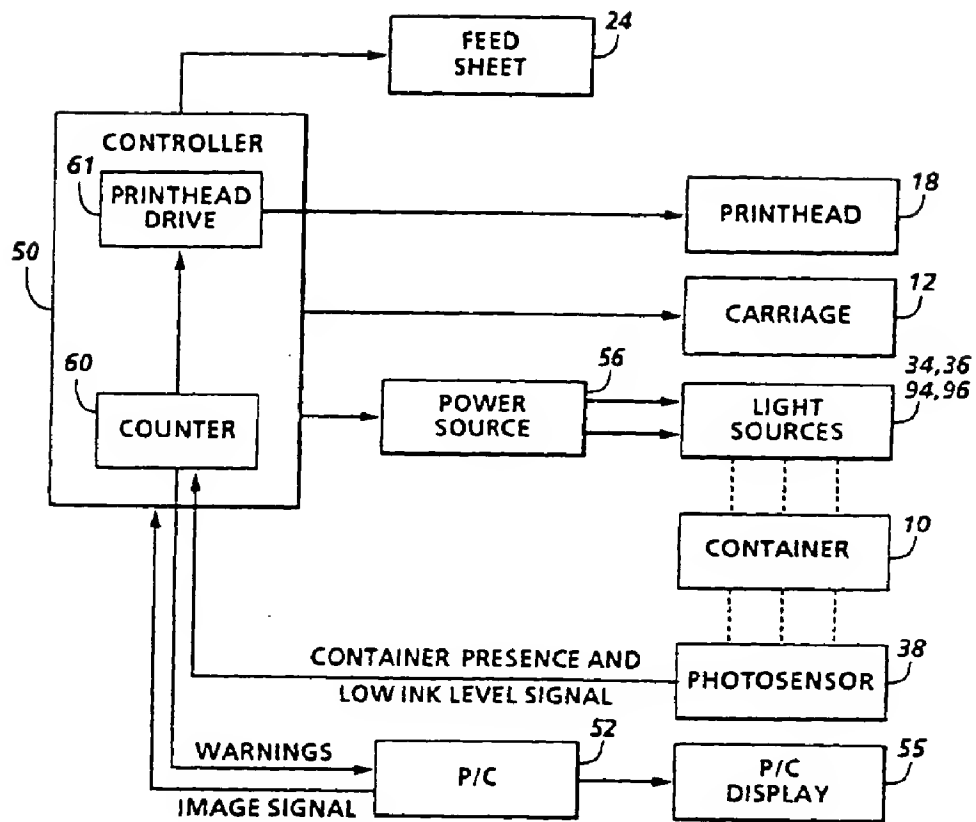 FEED
SHEET
24
CONTROLLER
61
PRINTHEAD
DRIVE
PRINTHEAD
18
50
CARRIAGE
12
60
COUNTER
POWER
SOURCE
56
LIGHT
SOURCES
34,36
94,96
CONTAINER
10
CONTAINER PRESENCE AND
LOW INK LEVEL SIGNAL
PHOTOSENSOR
38
WARNINGS
IMAGE SIGNAL
P/C
52
P/C
DISPLAY
55